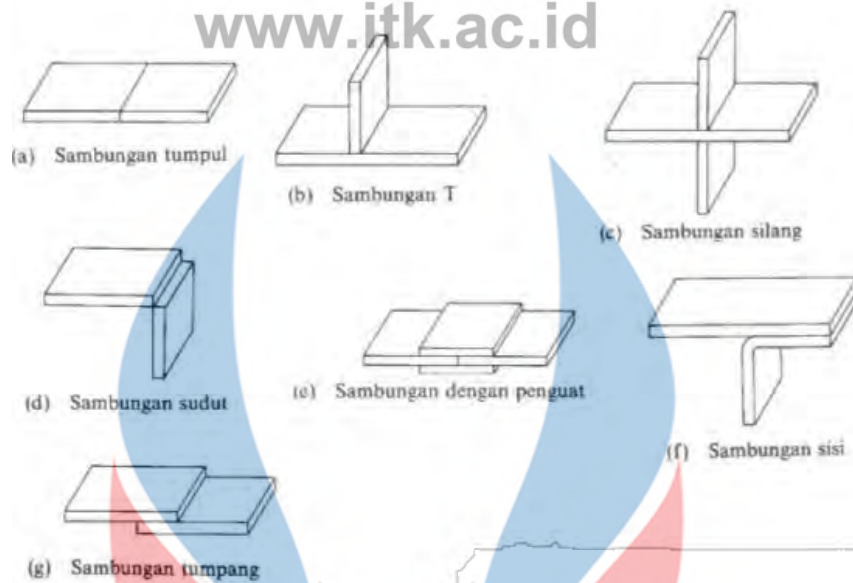 www.itk.ac.id
(a) Sambungan tumpul
(b) Sambungan T
(c) Sambungan silang
(d) Sambungan sudut
(e) Sambungan dengan penguat
(f) Sambungan sisi
(g) Sambungan tumpang